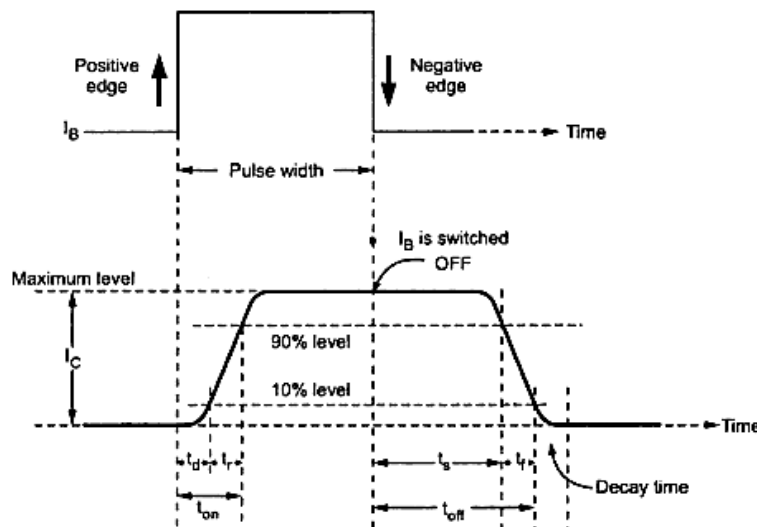 Positive
edge
Negative
edge
I_B
Time
Pulse width
I_B is switched
OFF
Maximum level
90% level
I_C
10% level
Time
t_d
t_r
t_s
t_f
Decay time
t_on
t_off